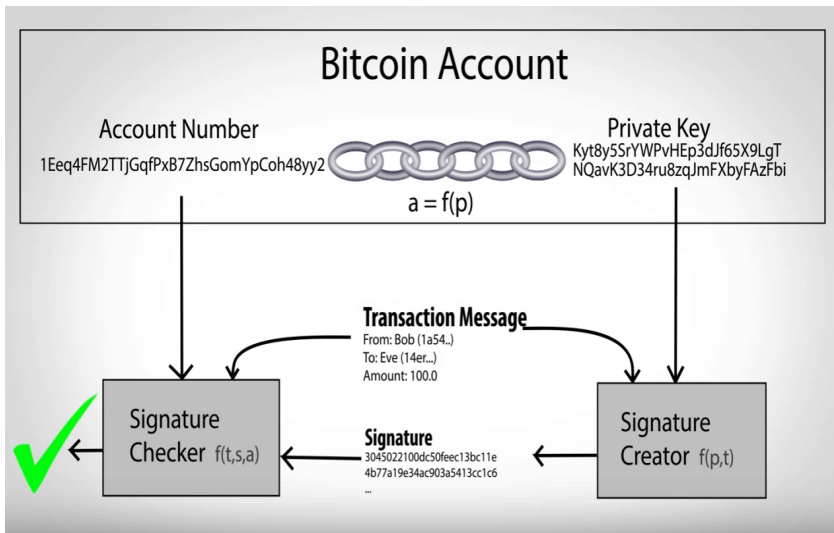 Bitcoin Account
Account Number
1Eeq4FM2TTjGqfPxB7ZhsGomYpCoh48yy2
Private Key
Kyt8y5SrYWPvHEp3dJf65X9LgT
NQavK3D34ru8zqJmFXbyFAzFbi
a = f(p)
Transaction Message
From: Bob (1a54..)
To: Eve (14er...)
Amount: 100.0
Signature
Checker f(t,s,a)
Signature
3045022100dc50feec13bc11e
4b77a19e34ac903a5413cc1c6
...
Signature
Creator f(p,t)